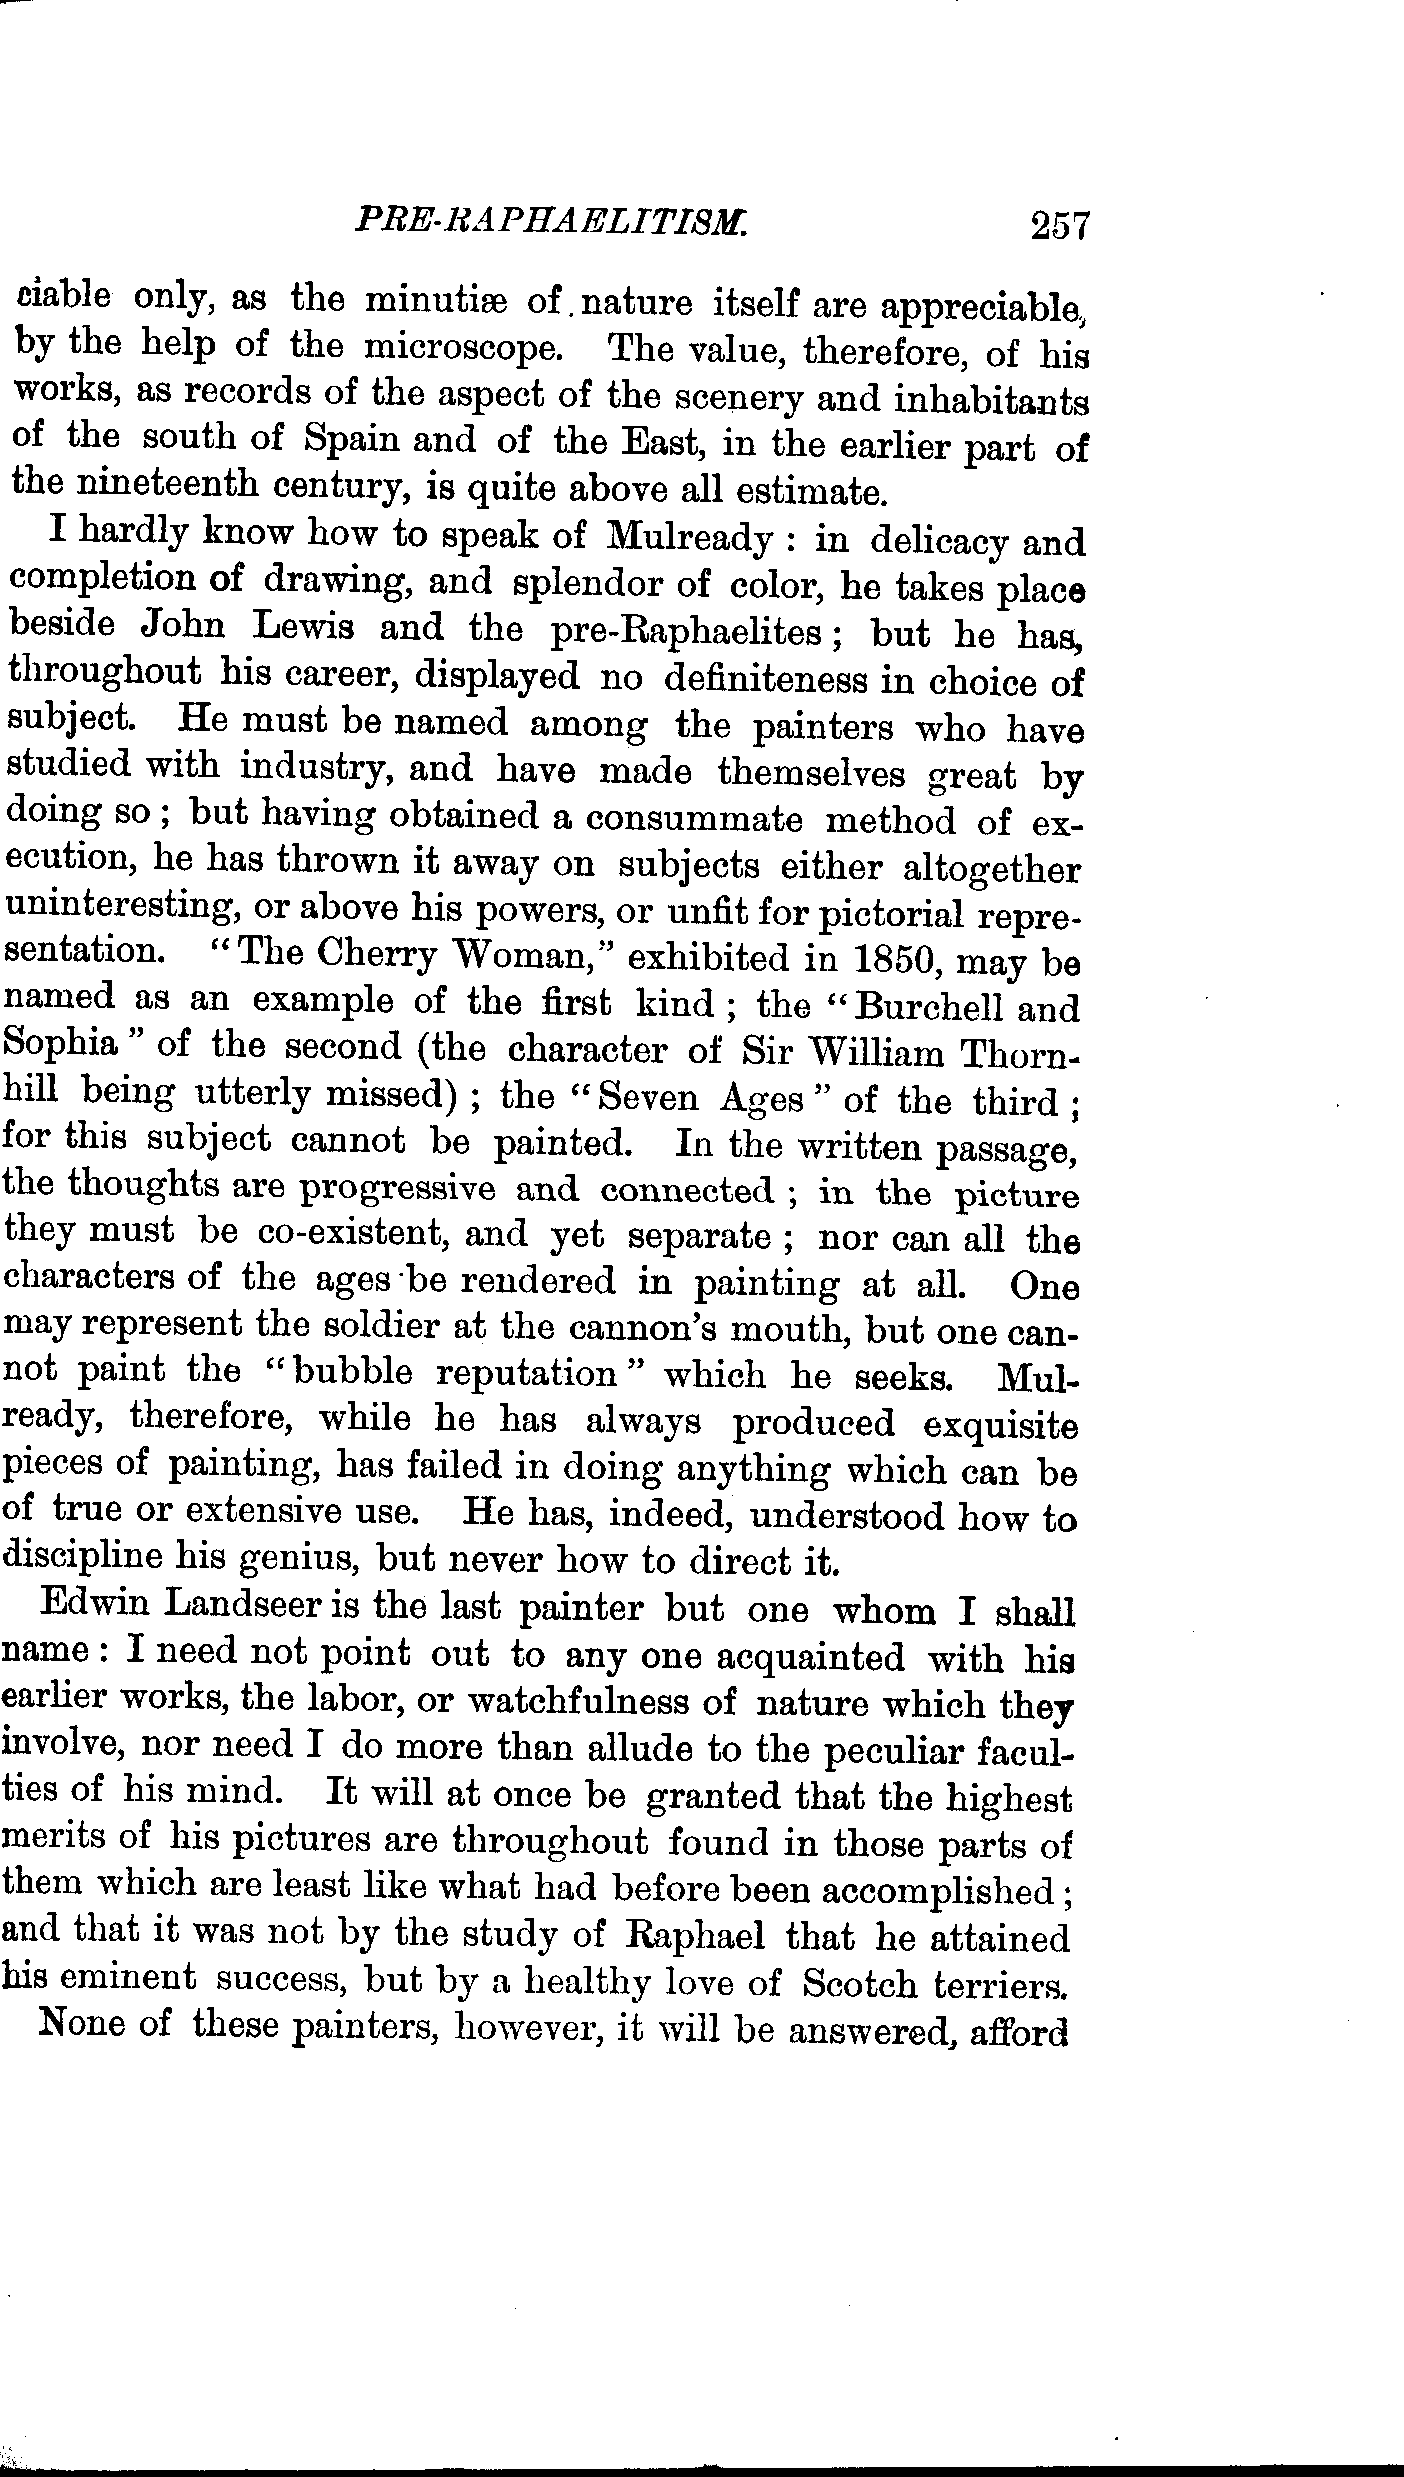 PRE-RAPHAELITISM. 257
ciable only, as the minutiæ of nature itself are appreciable,
by the help of the microscope. The value, therefore, of his
works, as records of the aspect of the scenery and inhabitants
of the south of Spain and of the East, in the earlier part of
the nineteenth century, is quite above all estimate.
I hardly know how to speak of Mulready : in delicacy and
completion of drawing, and splendor of color, he takes place
beside John Lewis and the pre-Raphaelites ; but he has,
throughout his career, displayed no definiteness in choice of
subject. He must be named among the painters who have
studied with industry, and have made themselves great by
doing so ; but having obtained a consummate method of ex-
ecution, he has thrown it away on subjects either altogether
uninteresting, or above his powers, or unfit for pictorial repre-
sentation. “The Cherry Woman,” exhibited in 1850, may be
named as an example of the first kind ; the “Burchell and
Sophia” of the second (the character of Sir William Thorn-
hill being utterly missed) ; the “Seven Ages” of the third ;
for this subject cannot be painted. In the written passage,
the thoughts are progressive and connected ; in the picture
they must be co-existent, and yet separate ; nor can all the
characters of the ages be rendered in painting at all. One
may represent the soldier at the cannon's mouth, but one can-
not paint the “bubble reputation” which he seeks. Mul-
ready, therefore, while he has always produced exquisite
pieces of painting, has failed in doing anything which can be
of true or extensive use. He has, indeed, understood how to
discipline his genius, but never how to direct it.
Edwin Landseer is the last painter but one whom I shall
name : I need not point out to any one acquainted with his
earlier works, the labor, or watchfulness of nature which they
involve, nor need I do more than allude to the peculiar facul-
ties of his mind. It will at once be granted that the highest
merits of his pictures are throughout found in those parts of
them which are least like what had before been accomplished ;
and that it was not by the study of Raphael that he attained
his eminent success, but by a healthy love of Scotch terriers.
None of these painters, however, it will be answered, afford